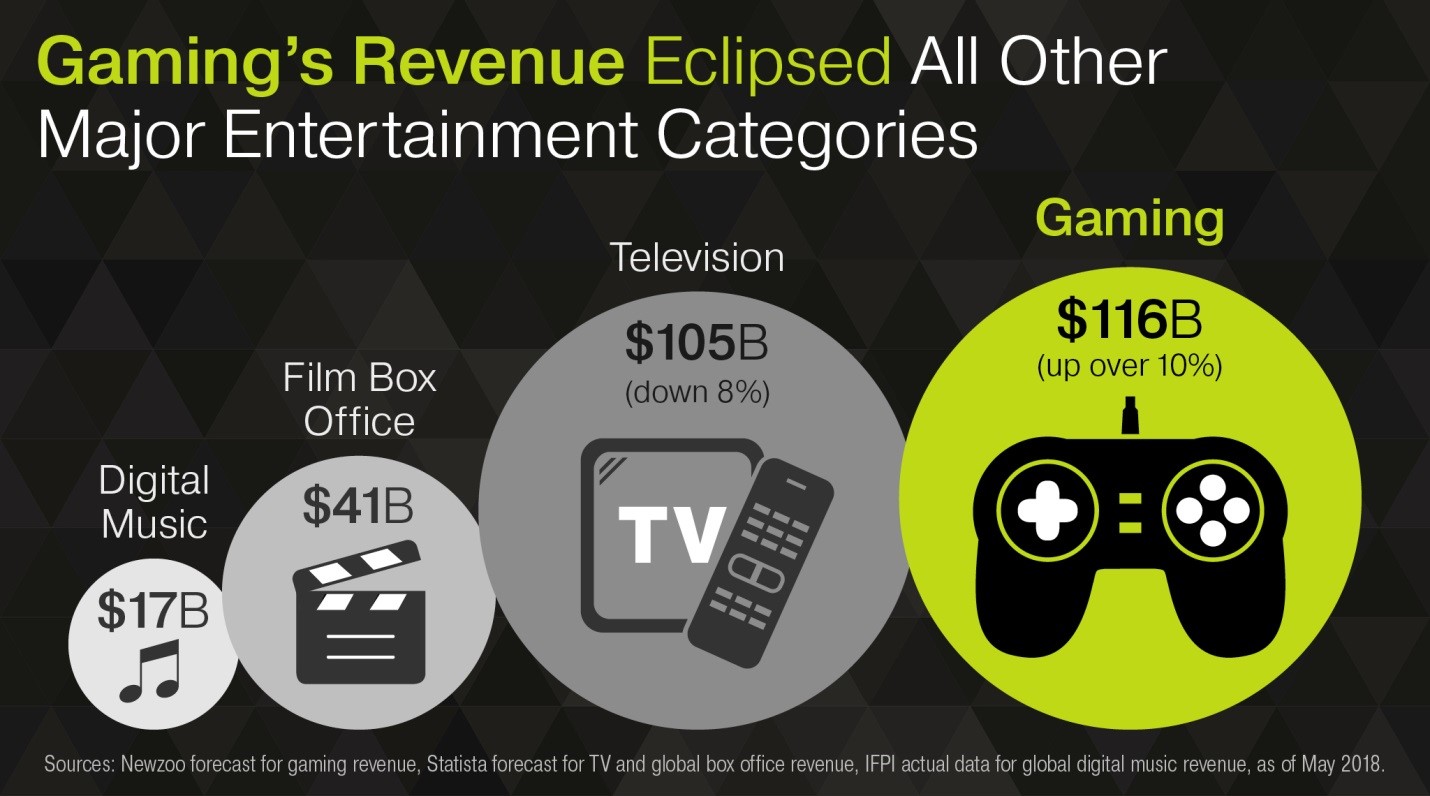 Gaming’s Revenue Eclipsed All Other
Major Entertainment Categories
Digital
Music
$17B
Film Box
Office
$41B
Television
$105B
(down 8%)
TV
Gaming
$116B
(up over 10%)
Sources: Newzoo forecast for gaming revenue, Statista forecast for TV and global box office revenue, IFPI actual data for global digital music revenue, as of May 2018.